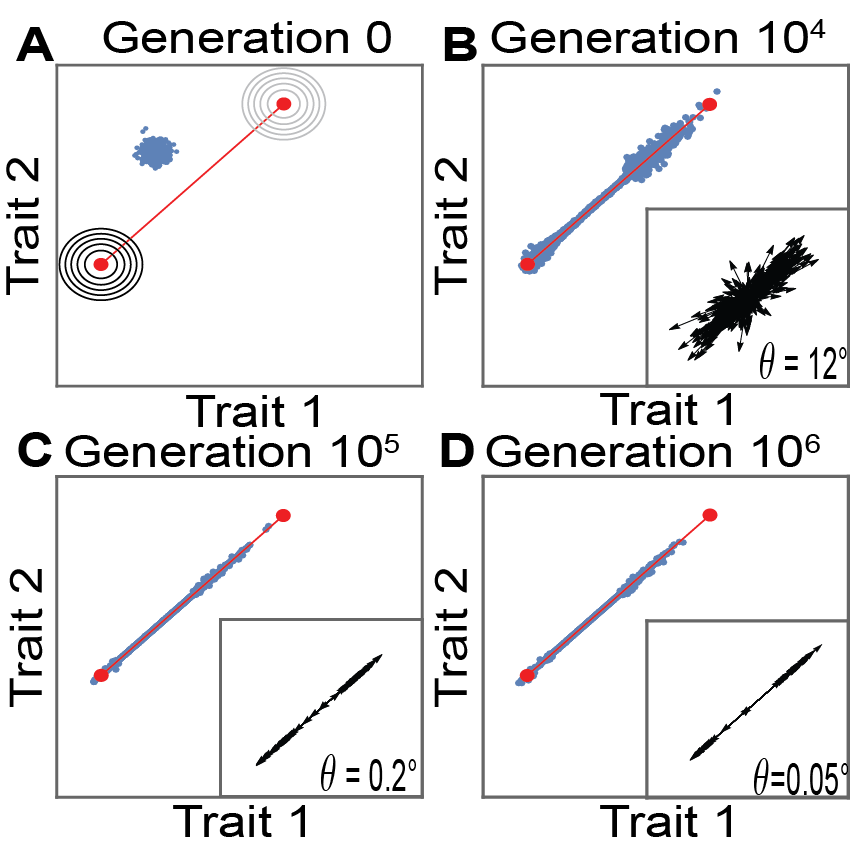 A Generation 0
Trait 2
Trait 1
B Generation 10⁴
Trait 2
θ = 12°
Trait 1
C Generation 10⁵
Trait 2
θ = 0.2°
Trait 1
D Generation 10⁶
Trait 2
θ=0.05°
Trait 1